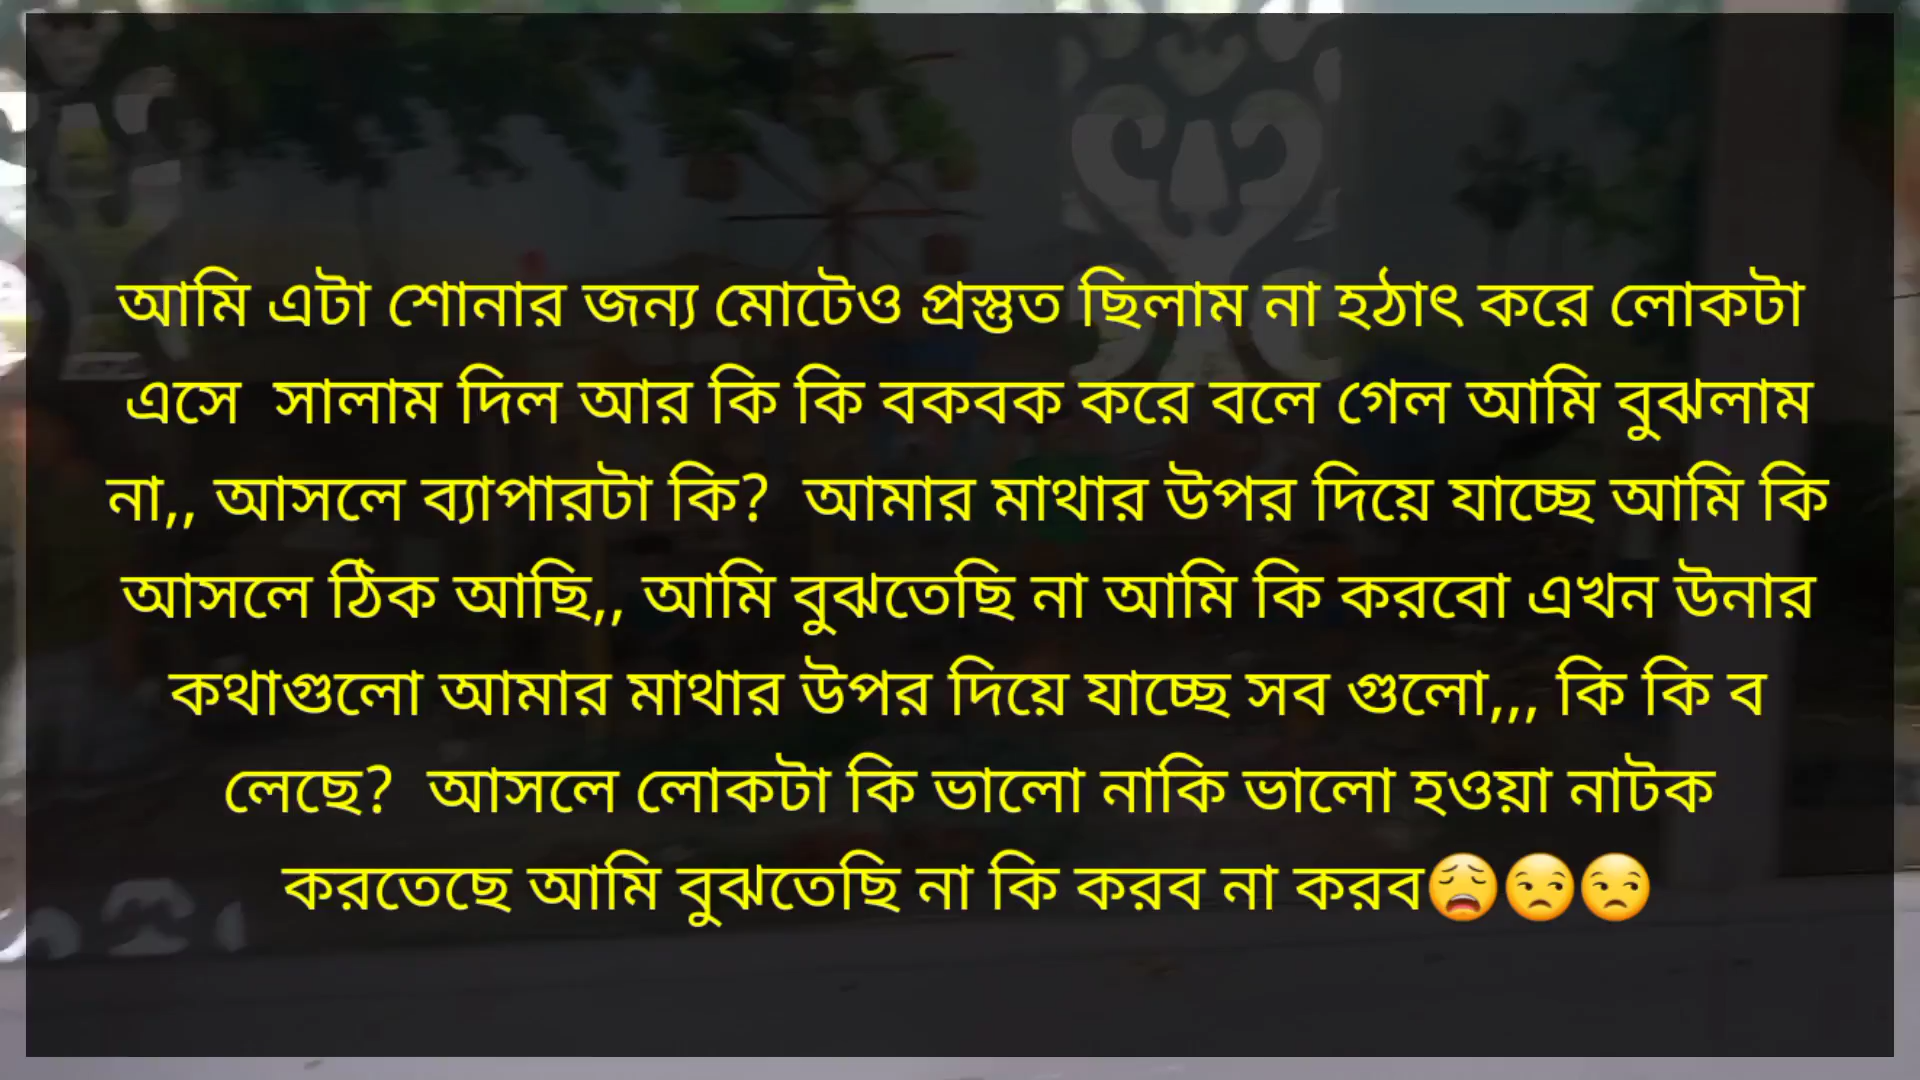 আমি এটা শোনার জন্য মোটেও প্রস্তুত ছিলাম না হঠাৎ করে লোকটা
এসে  সালাম দিল আর কি কি বকবক করে বলে গেল আমি বুঝলাম
না,, আসলে ব্যাপারটা কি?  আমার মাথার উপর দিয়ে যাচ্ছে আমি কি
আসলে ঠিক আছি,, আমি বুঝতেছি না আমি কি করবো এখন উনার
কথাগুলো আমার মাথার উপর দিয়ে যাচ্ছে সব গুলো,,, কি কি ব
লেছে?  আসলে লোকটা কি ভালো নাকি ভালো হওয়া নাটক
করতেছে আমি বুঝতেছি না কি করব না করব😩😒😒